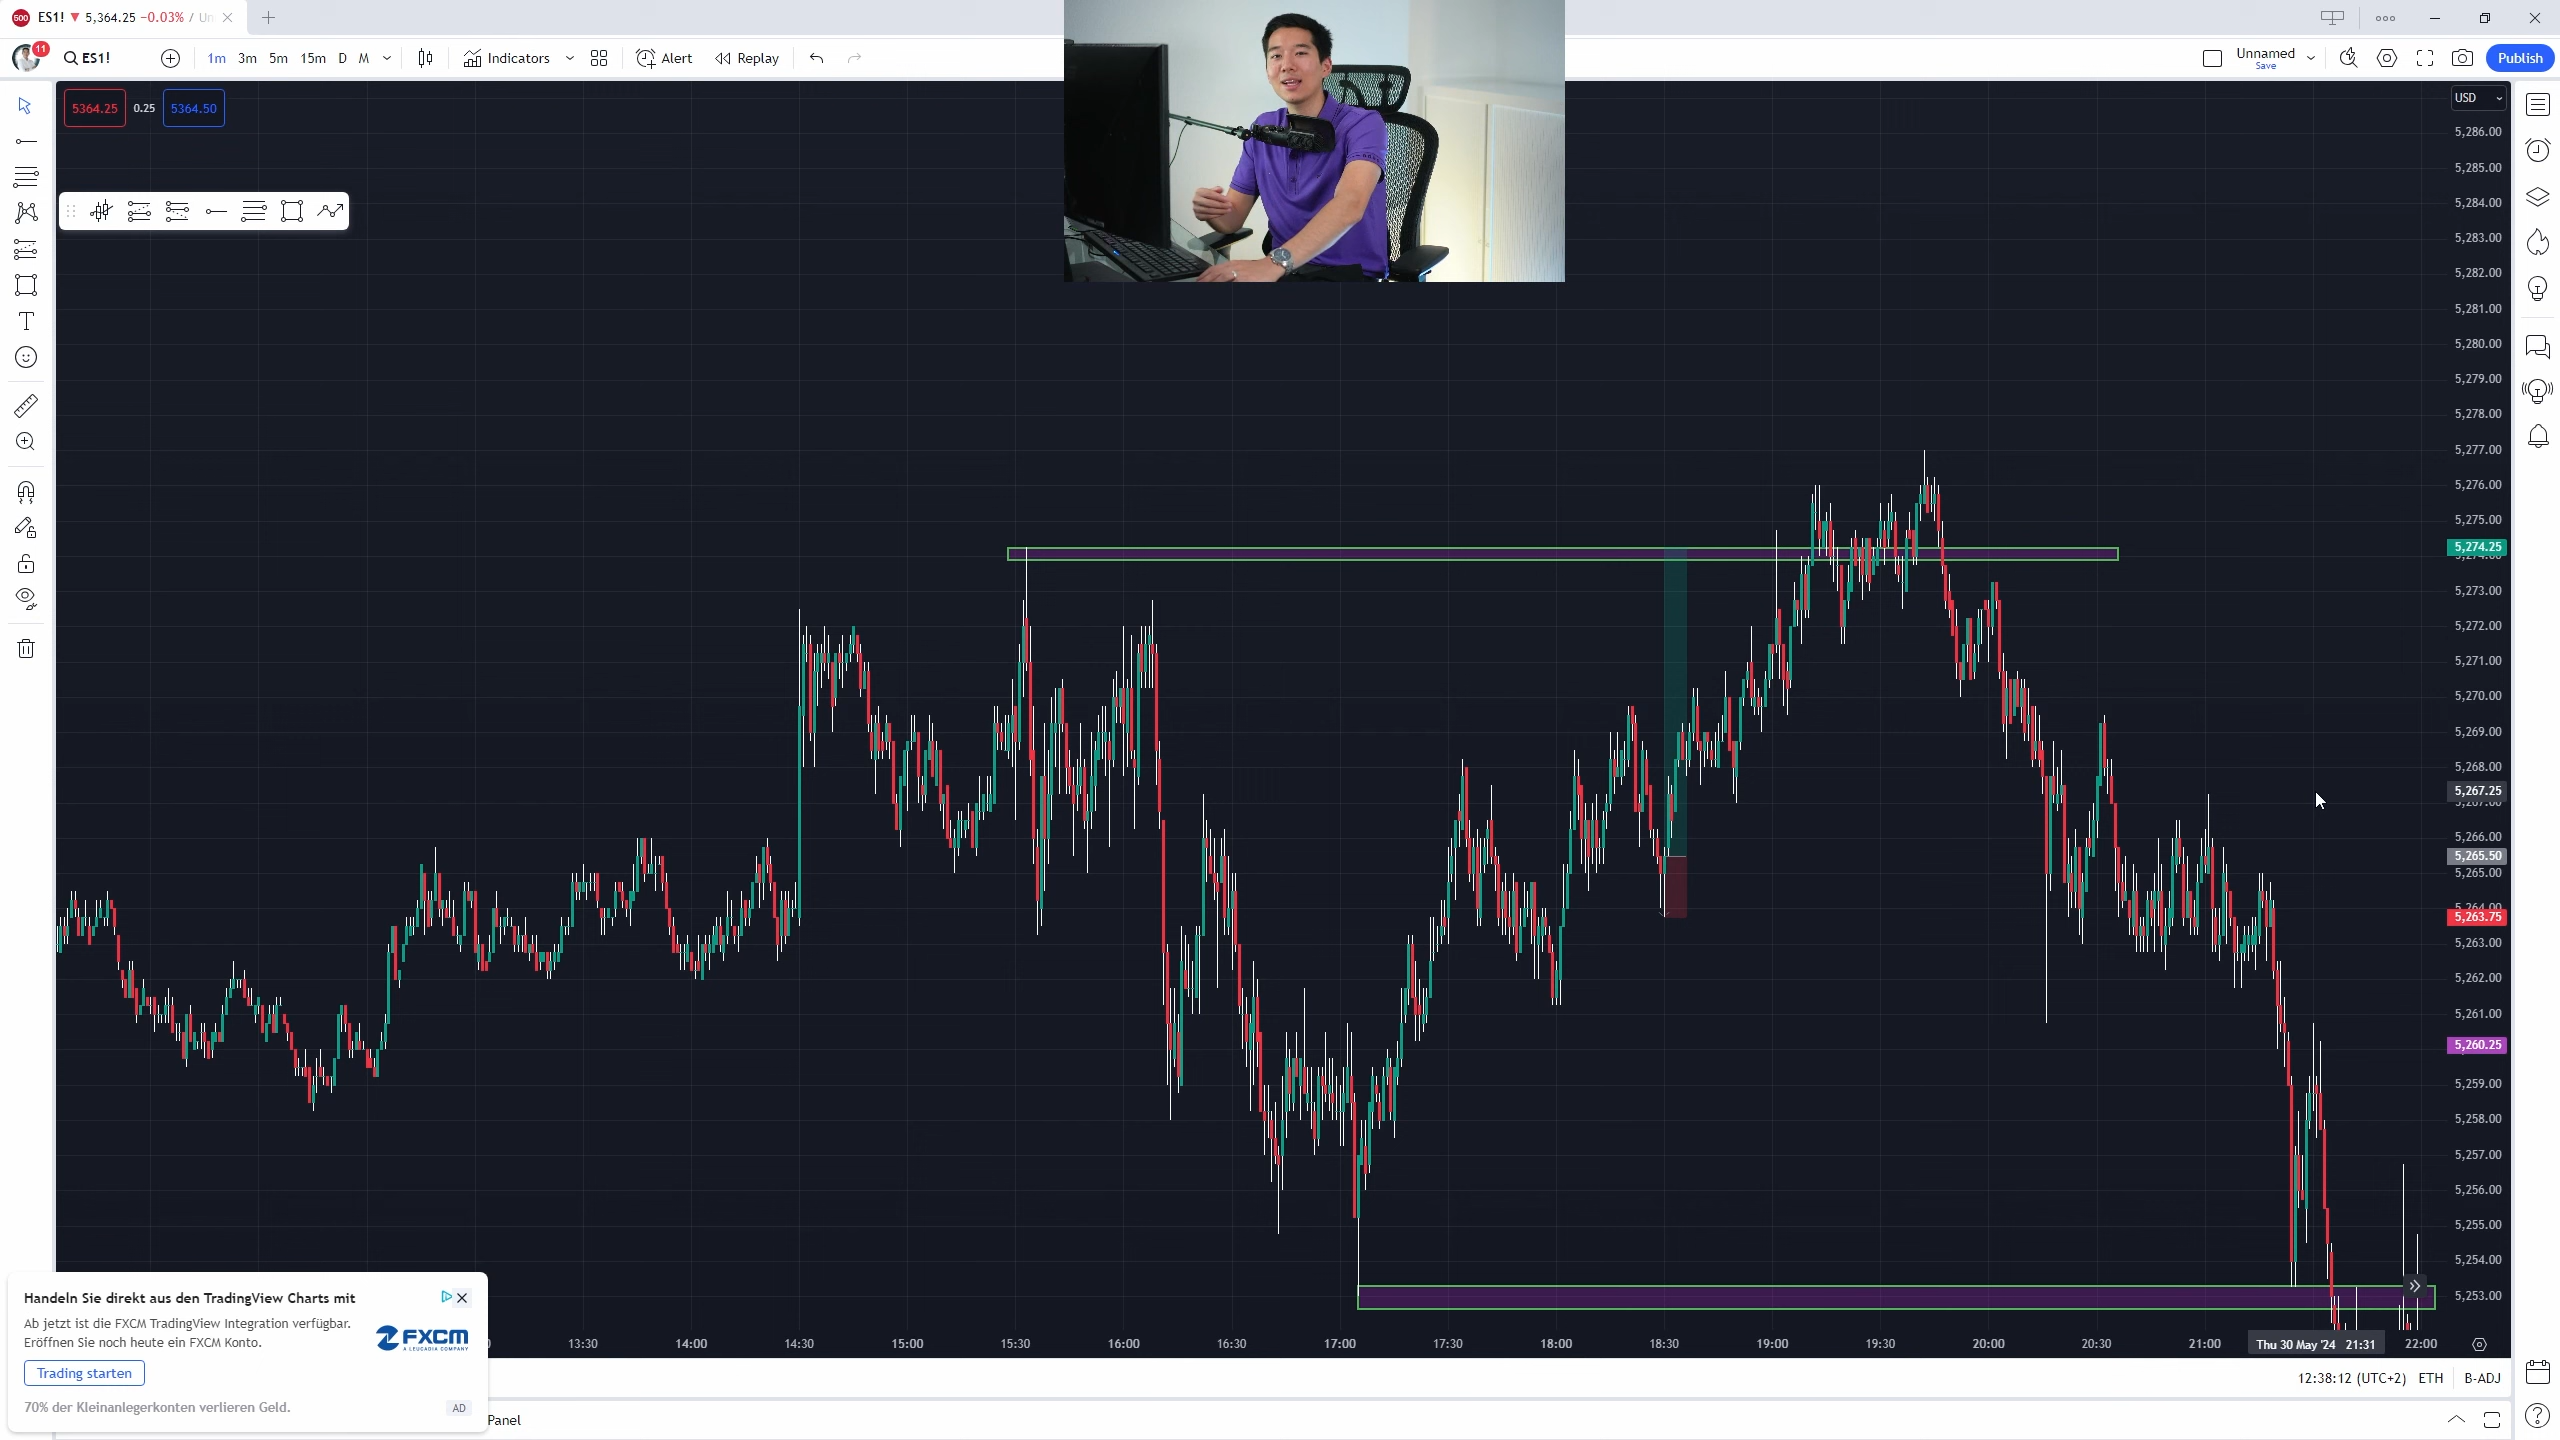 500 ES1! ▼ 5,364.25 −0.03% / Un
11 ES1! 1m 3m 5m 15m D M Indicators Alert Replay Unnamed Save Publish
5364.25 0.25 5364.50
USD
5,286.00
5,285.00
5,284.00
5,283.00
5,282.00
5,281.00
5,280.00
5,279.00
5,278.00
5,277.00
5,276.00
5,275.00
5,274.25
5,273.00
5,272.00
5,271.00
5,270.00
5,269.00
5,268.00
5,267.25
5,266.00
5,265.50
5,265.00
5,263.75
5,263.00
5,262.00
5,261.00
5,260.25
5,259.00
5,258.00
5,257.00
5,256.00
5,255.00
5,254.00
5,253.00
13:30 14:00 14:30 15:00 15:30 16:00 16:30 17:00 17:30 18:00 18:30 19:00 19:30 20:00 20:30 21:00 Thu 30 May '24 21:31 22:00
Handeln Sie direkt aus den TradingView Charts mit
Ab jetzt ist die FXCM TradingView Integration verfügbar.
Eröffnen Sie noch heute ein FXCM Konto.
FXCM
A LEUCADIA COMPANY
Trading starten
70% der Kleinanlegerkonten verlieren Geld. AD
12:38:12 (UTC+2) ETH B-ADJ
Panel